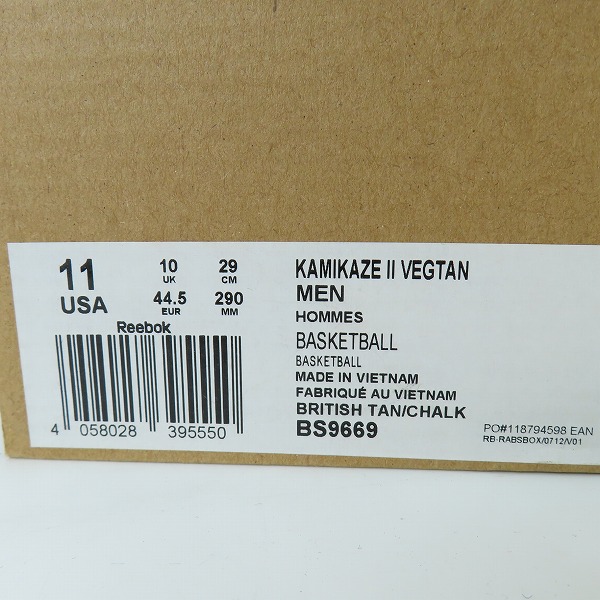 11 10 29
USA UK CM
44.5 290
EUR MM
Reebok
4 058028 395550
KAMIKAZE II VEGTAN
MEN
HOMMES
BASKETBALL
BASKETBALL
MADE IN VIETNAM
FABRIQUÉ AU VIETNAM
BRITISH TAN/CHALK
BS9669
PO#118794598 EAN
RB-RABSBOX/0712/V01